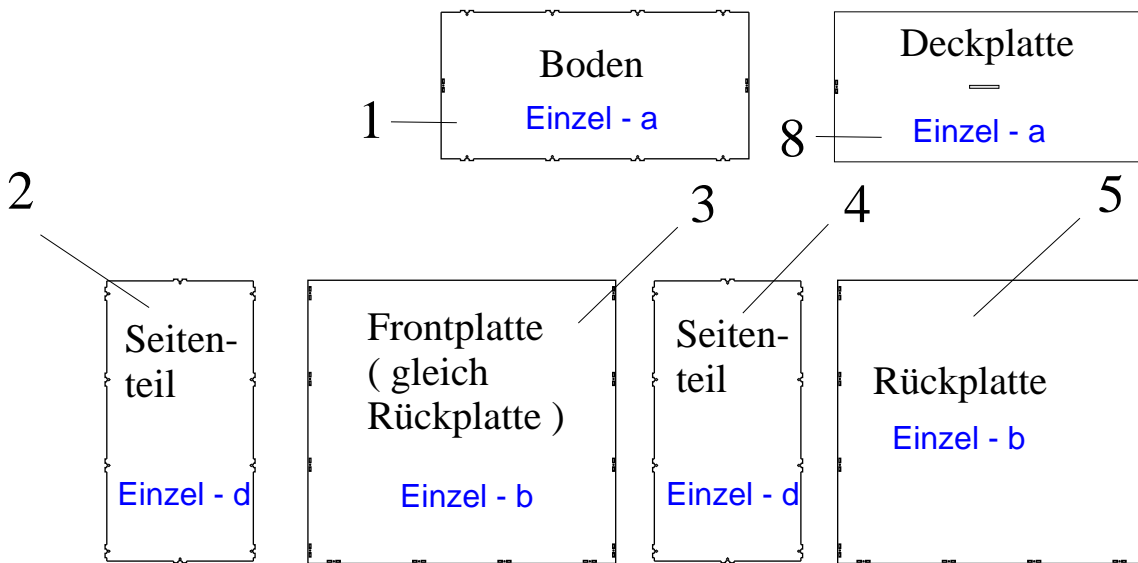 Boden
Einzel - a
1
Deckplatte
Einzel - a
8
2
3
4
5
Seiten-
teil
Einzel - d
Frontplatte
( gleich
Rückplatte )
Einzel - b
Seiten-
teil
Einzel - d
Rückplatte
Einzel - b